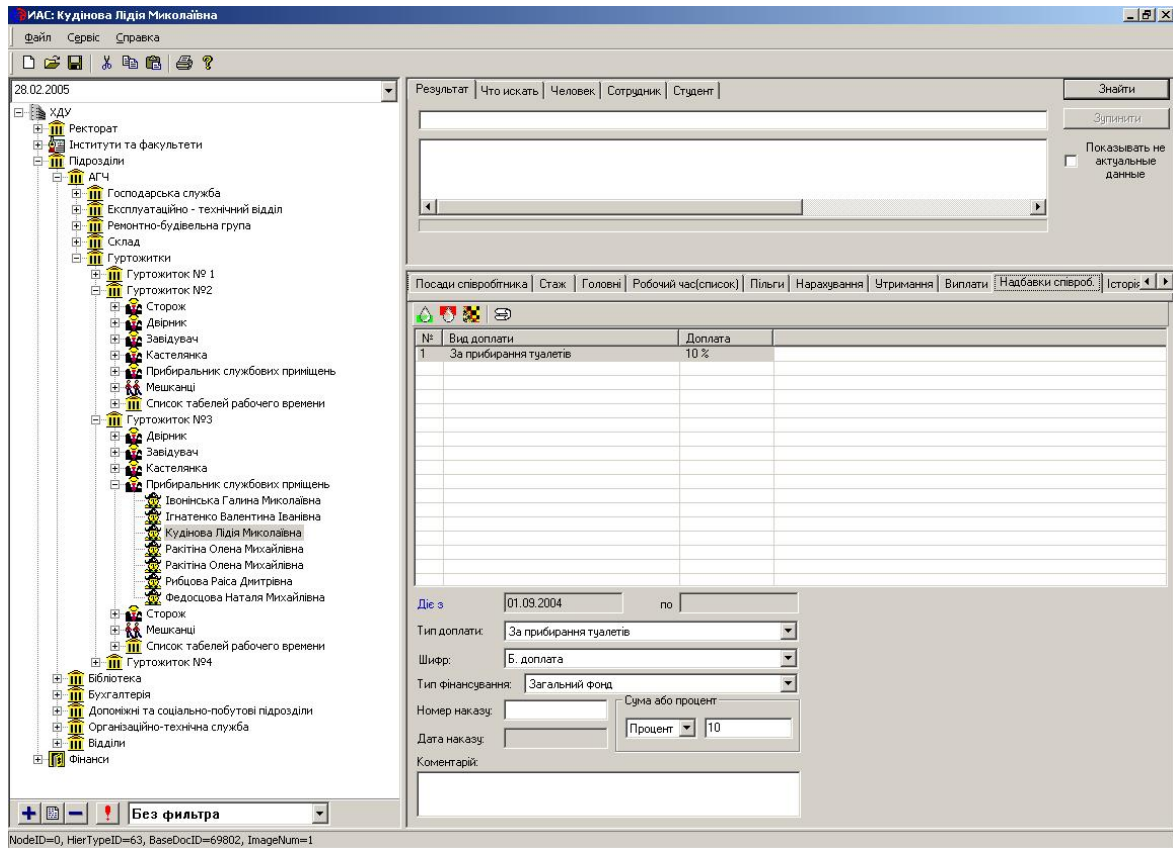 ИАС: Кудінова Лідія Миколаївна
Файл Сервіс Справка
28.02.2005
ХДУ
Ректорат
Інститути та факультети
Підрозділи
АГЧ
Господарська служба
Експлуатаційно - технічний відділ
Ремонтно-будівельна група
Склад
Гуртожитки
Гуртожиток № 1
Гуртожиток №2
Сторож
Двірник
Завідувач
Кастелянка
Прибиральник службових приміщень
Мешканці
Список табелей рабочего времени
Гуртожиток №3
Двірник
Завідувач
Кастелянка
Прибиральник службових прміщень
Івонінська Галина Миколаївна
Ігнатенко Валентина Іванівна
Кудінова Лідія Миколаївна
Ракітіна Олена Михайлівна
Ракітіна Олена Михайлівна
Рибцова Раіса Дмитрівна
Федосцова Наталя Михайлівна
Сторож
Мешканці
Список табелей рабочего времени
Гуртожиток №4
Бібліотека
Бухгалтерія
Допоміжні та соціально-побутові підрозділи
Організаційно-технічна служба
Відділи
Фінанси
Без фильтра
NodeID=0, HierTypeID=63, BaseDocID=69802, ImageNum=1
Результат Что искать Человек Сотрудник Студент
Знайти
Зупинити
Показывать не
актуальные
данные
Посади співробітника Стаж Головні Робочий час(список) Пільги Нарахування Утримання Виплати Надбавки співроб. Історія
№ Вид доплати Доплата
1 За прибирання туалетів 10 %
Діє з 01.09.2004 по
Тип доплати: За прибирання туалетів
Шифр: Б. доплата
Тип фінансування: Загальний фонд
Номер наказу: Сума або процент
Процент 10
Дата наказу:
Коментарій: